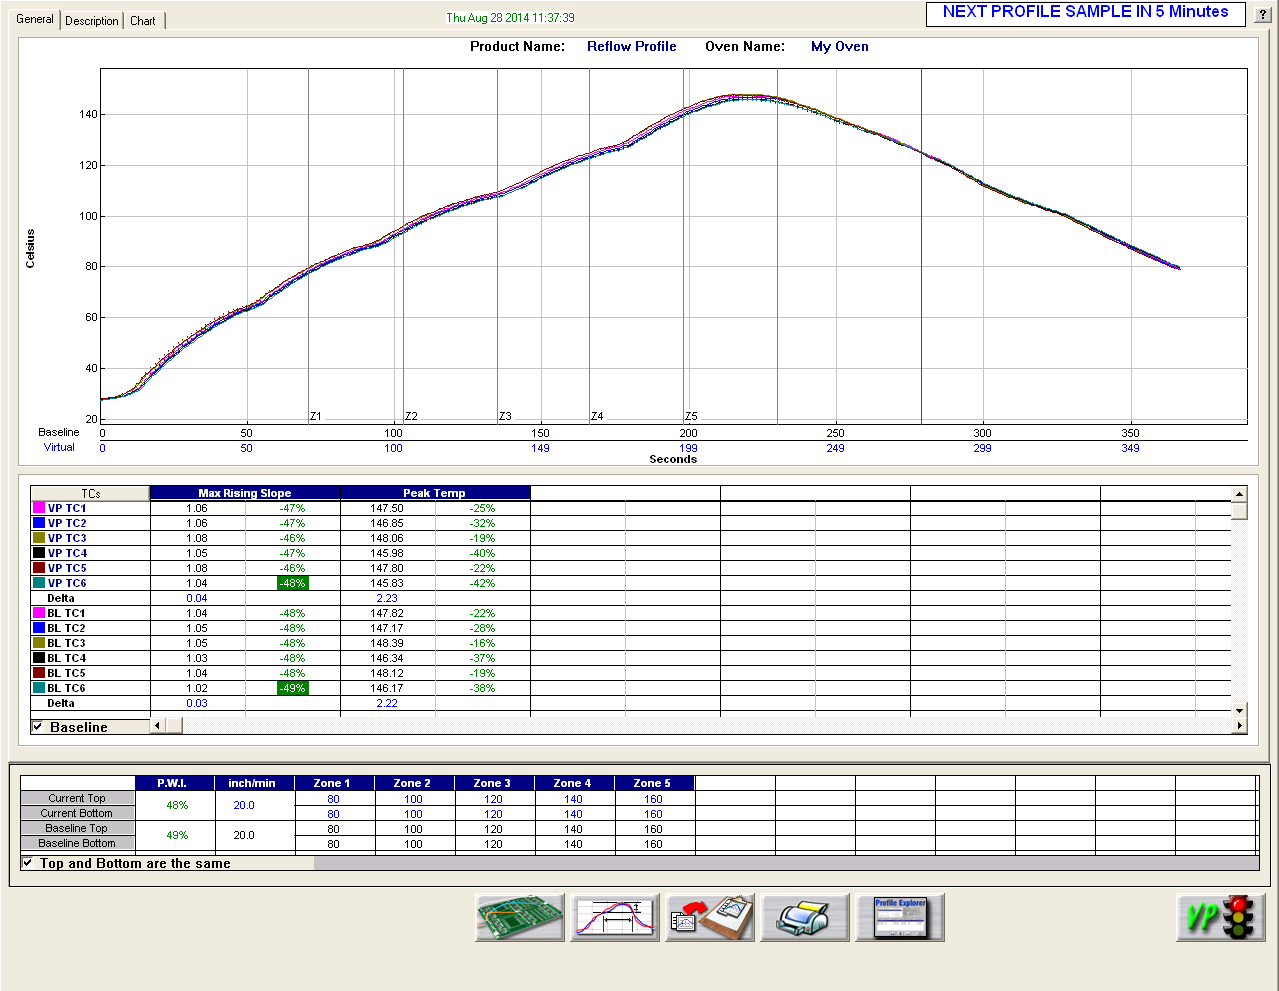 General Description Chart Thu Aug 28 2014 11:37:39 NEXT PROFILE SAMPLE IN 5 Minutes ?
Product Name: Reflow Profile Oven Name: My Oven
140
120
100
Celsius
80
60
40
20
Z1 Z2 Z3 Z4 Z5
Baseline 0 50 100 150 200 250 300 350
Virtual 0 50 100 149 199 249 299 349
Seconds
TCs Max Rising Slope Peak Temp
VP TC1 1.06 -47% 147.50 -25%
VP TC2 1.06 -47% 146.85 -32%
VP TC3 1.08 -46% 148.06 -19%
VP TC4 1.05 -47% 145.98 -40%
VP TC5 1.08 -46% 147.80 -22%
VP TC6 1.04 -48% 145.83 -42%
Delta 0.04 2.23
BL TC1 1.04 -48% 147.82 -22%
BL TC2 1.05 -48% 147.17 -28%
BL TC3 1.05 -48% 148.39 -16%
BL TC4 1.03 -48% 146.34 -37%
BL TC5 1.04 -48% 148.12 -19%
BL TC6 1.02 -49% 146.17 -38%
Delta 0.03 2.22
Baseline
P.W.I. inch/min Zone 1 Zone 2 Zone 3 Zone 4 Zone 5
Current Top 48% 20.0 80 100 120 140 160
Current Bottom 80 100 120 140 160
Baseline Top 49% 20.0 80 100 120 140 160
Baseline Bottom 80 100 120 140 160
Top and Bottom are the same
Profile Explorer
VP